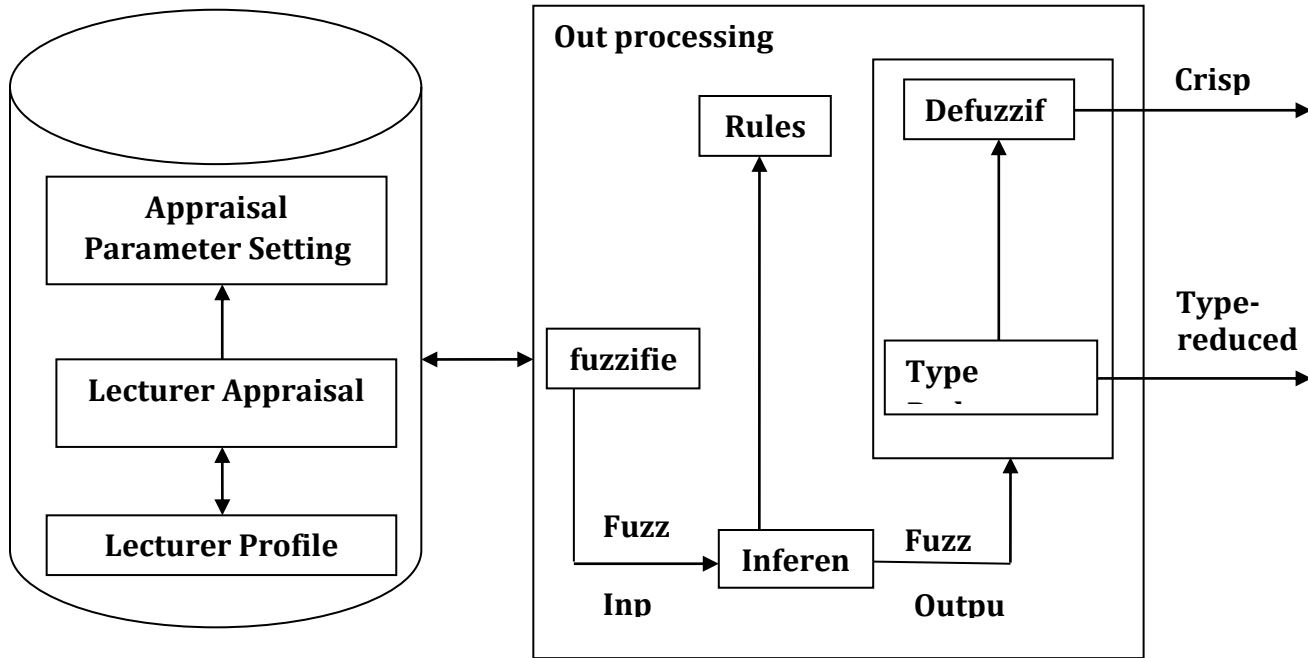 Out processing
Crisp
Defuzzif
Rules
Appraisal
Parameter Setting
Type-
reduced
fuzzifie
Type
Lecturer Appraisal
Fuzz
Fuzz
Lecturer Profile
Inferen
Inp
Outpu